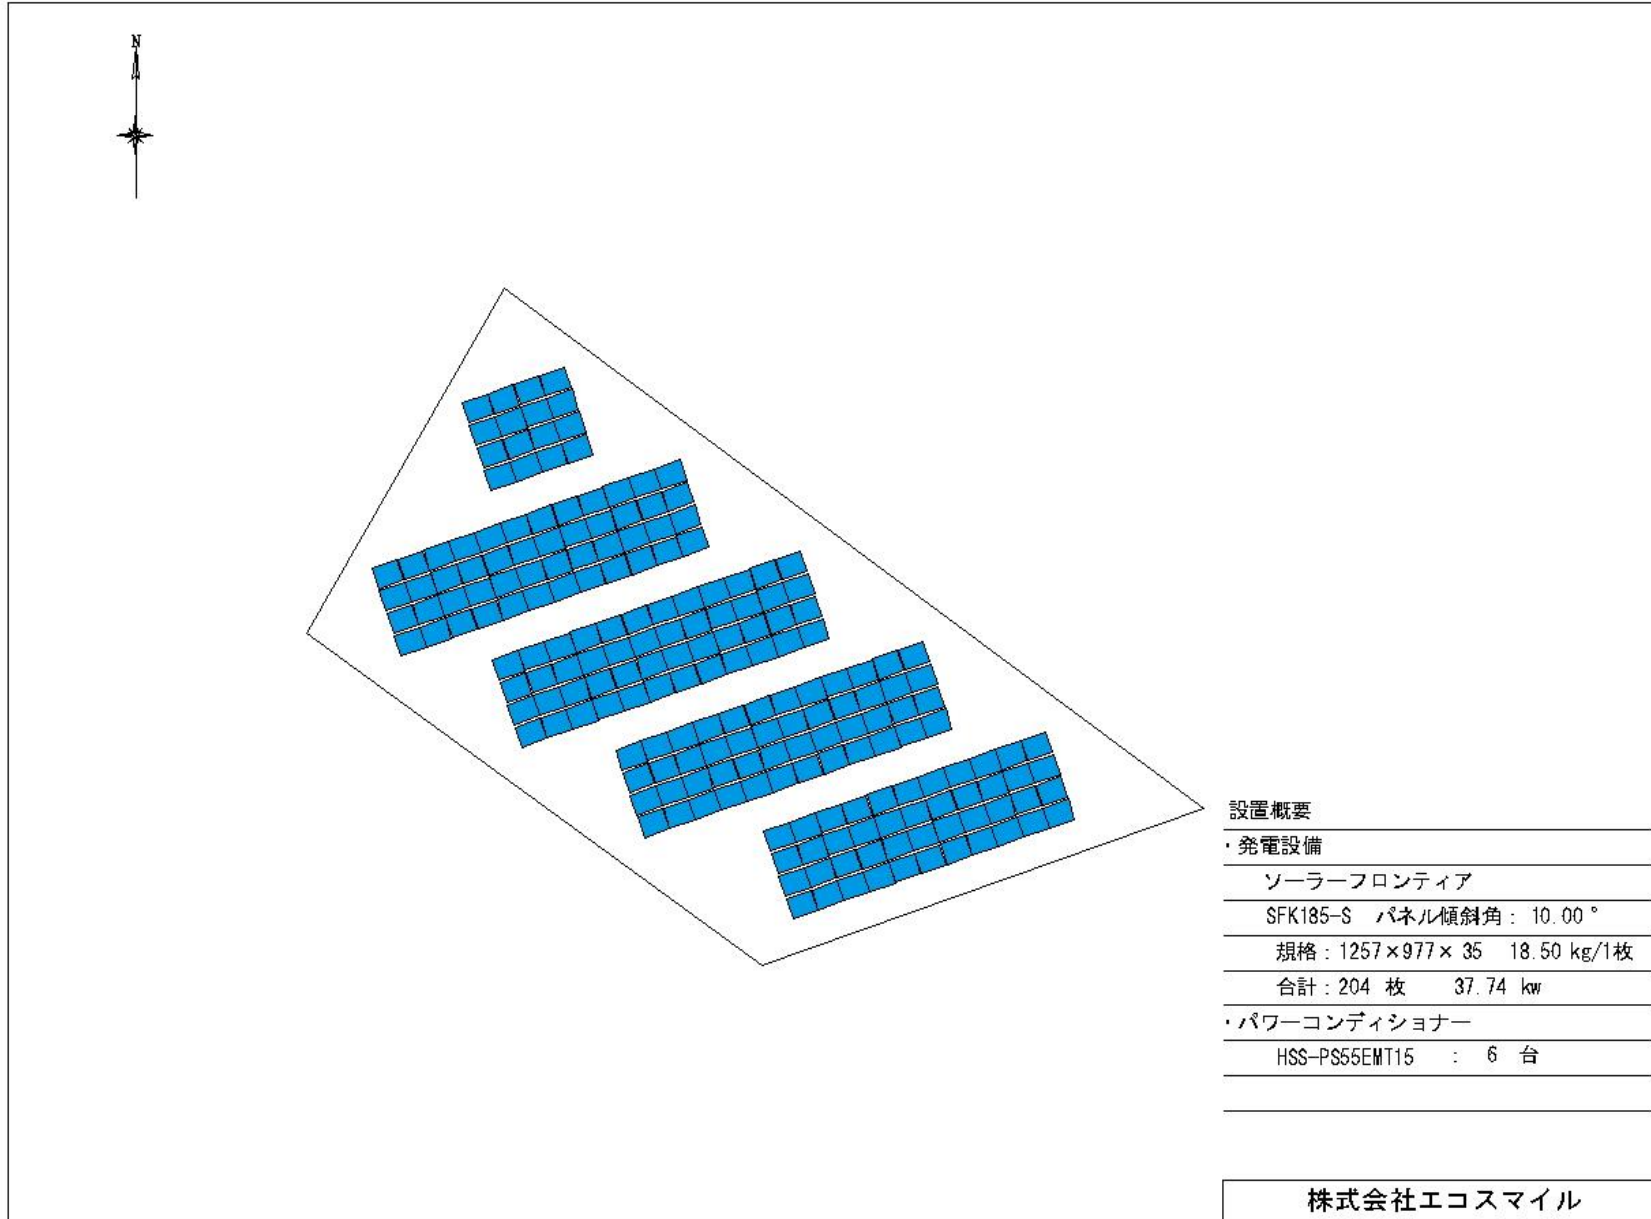 N
設置概要
・発電設備
ソーラーフロンティア
SFK185-S パネル傾斜角： 10.00 °
規格：1257×977× 35 18.50 kg/1枚
合計：204 枚 37.74 kw
・パワーコンディショナー
HSS-PS55EMT15 ： 6 台
株式会社エコスマイル